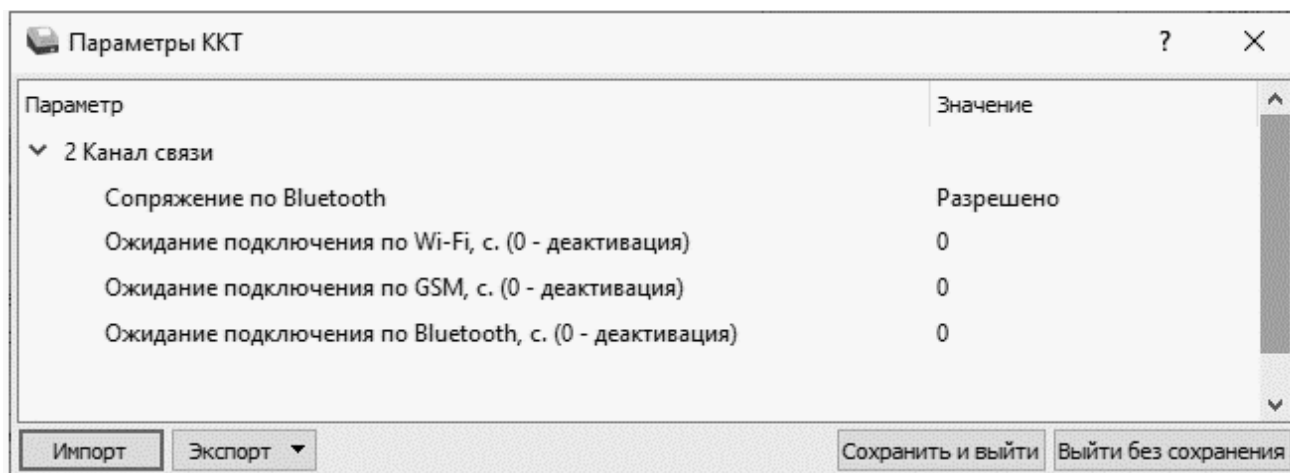 Параметры ККТ ?
Параметр Значение
2 Канал связи
Сопряжение по Bluetooth Разрешено
Ожидание подключения по Wi-Fi, с. (0 - деактивация) 0
Ожидание подключения по GSM, с. (0 - деактивация) 0
Ожидание подключения по Bluetooth, с. (0 - деактивация) 0
Импорт Экспорт Сохранить и выйти Выйти без сохранения